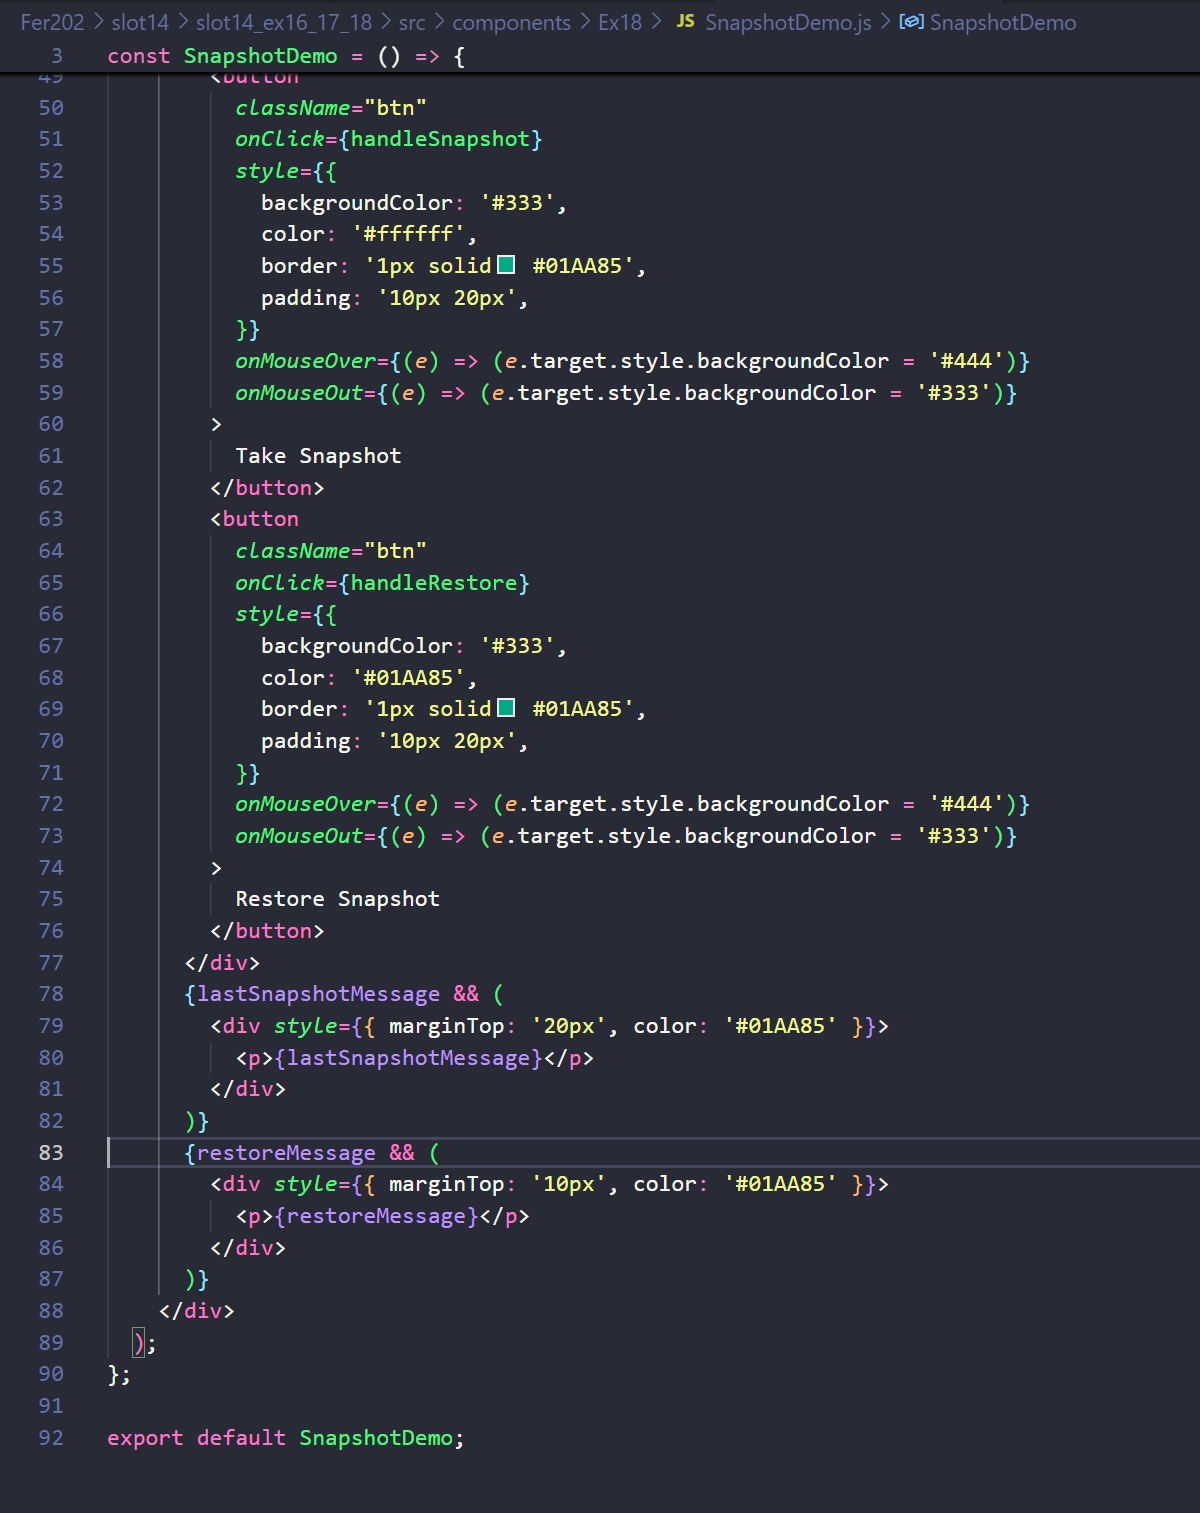 Fer202 > slot14 > slot14_ex16_17_18 > src > components > Ex18 > JS SnapshotDemo.js > SnapshotDemo
3 const SnapshotDemo = () => {
49 <button
50 className="btn"
51 onClick={handleSnapshot}
52 style={{
53 backgroundColor: '#333',
54 color: '#ffffff',
55 border: '1px solid #01AA85',
56 padding: '10px 20px',
57 }}
58 onMouseOver={(e) => (e.target.style.backgroundColor = '#444')}
59 onMouseOut={(e) => (e.target.style.backgroundColor = '#333')}
60 >
61 Take Snapshot
62 </button>
63 <button
64 className="btn"
65 onClick={handleRestore}
66 style={{
67 backgroundColor: '#333',
68 color: '#01AA85',
69 border: '1px solid #01AA85',
70 padding: '10px 20px',
71 }}
72 onMouseOver={(e) => (e.target.style.backgroundColor = '#444')}
73 onMouseOut={(e) => (e.target.style.backgroundColor = '#333')}
74 >
75 Restore Snapshot
76 </button>
77 </div>
78 {lastSnapshotMessage && (
79 <div style={{ marginTop: '20px', color: '#01AA85' }}>
80 <p>{lastSnapshotMessage}</p>
81 </div>
82 )}
83 {restoreMessage && (
84 <div style={{ marginTop: '10px', color: '#01AA85' }}>
85 <p>{restoreMessage}</p>
86 </div>
87 )}
88 </div>
89 );
90 };
91
92 export default SnapshotDemo;